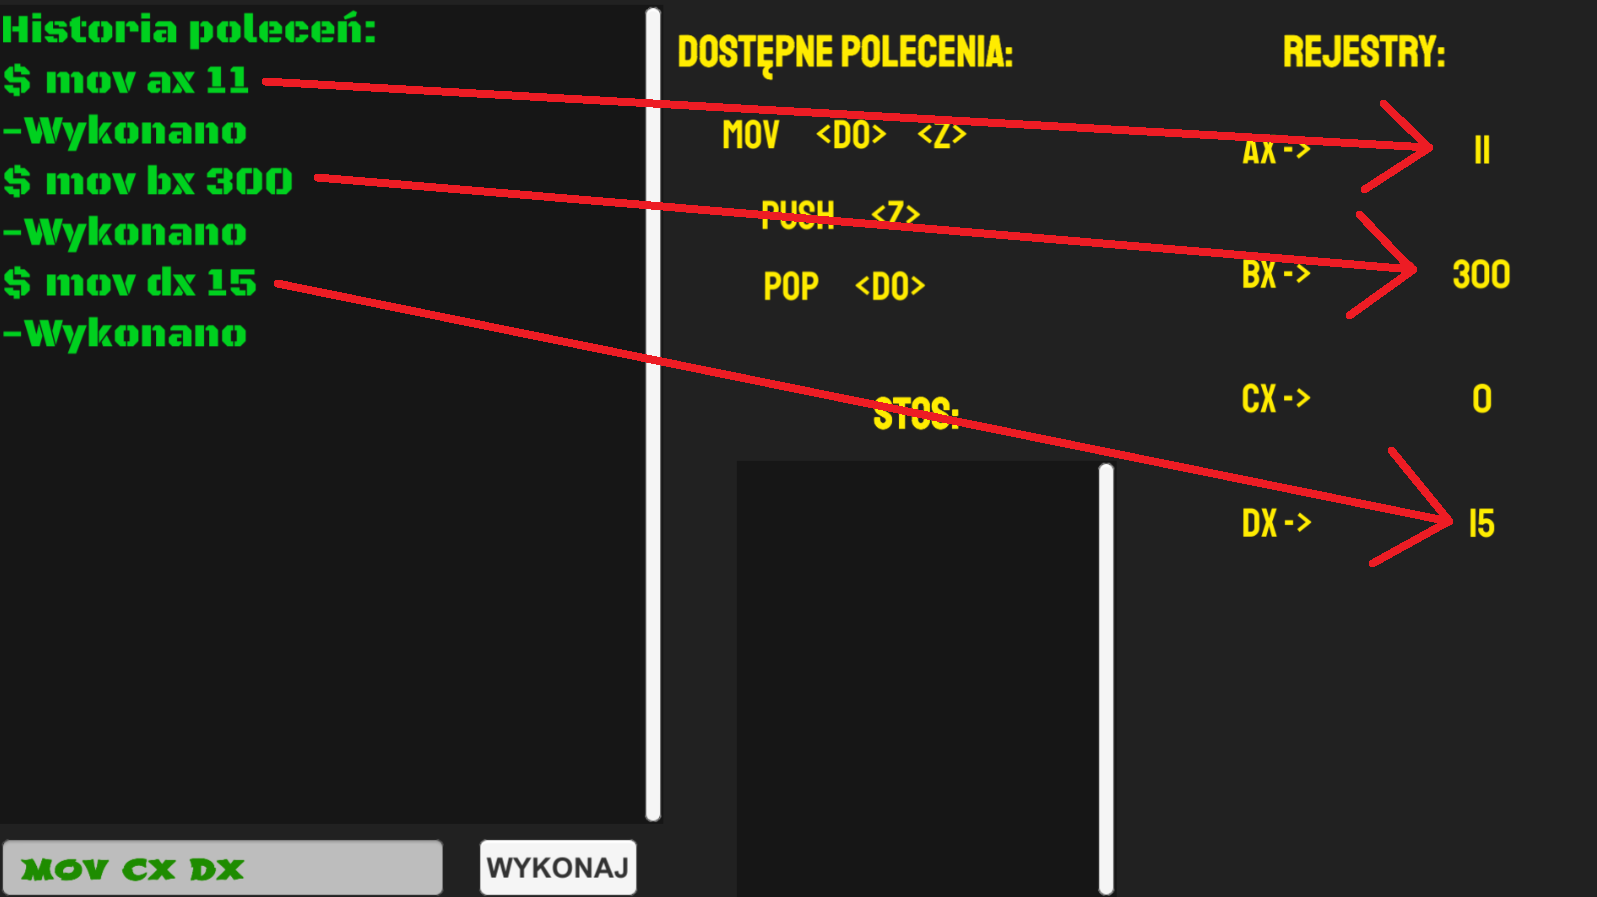 Historia poleceń:
$ mov ax 11
-Wykonano
$ mov bx 300
-Wykonano
$ mov dx 15
-Wykonano
MOV CX DX
WYKONAJ
DOSTĘPNE POLECENIA:
MOV <DO> <Z>
PUSH <Z>
POP <DO>
STOS:
REJESTRY:
AX -> 11
BX -> 300
CX -> 0
DX -> 15